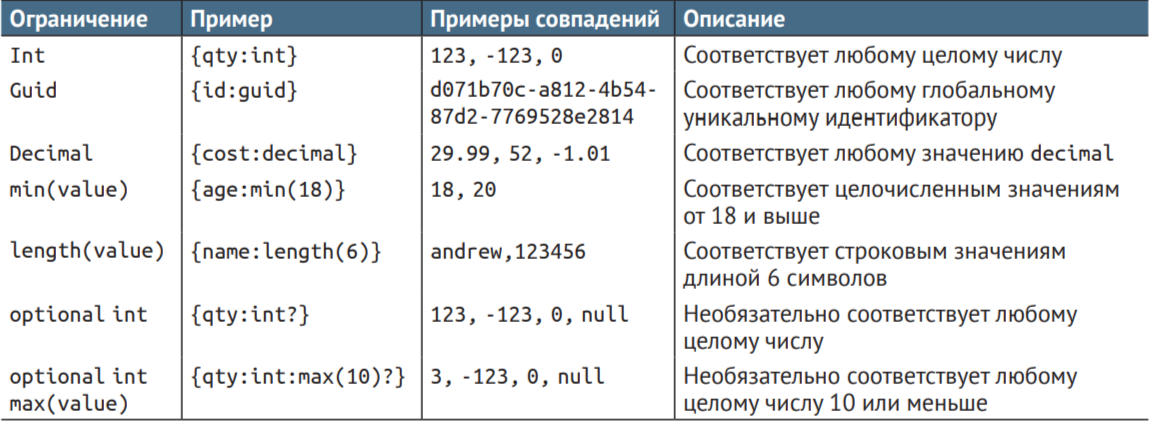 Ограничение Пример Примеры совпадений Описание
Int {qty:int} 123, -123, 0 Соответствует любому целому числу
Guid {id:guid} d071b70c-a812-4b54- Соответствует любому глобальному
87d2-7769528e2814 уникальному идентификатору
Decimal {cost:decimal} 29.99, 52, -1.01 Соответствует любому значению decimal
min(value) {age:min(18)} 18, 20 Соответствует целочисленным значениям
от 18 и выше
length(value) {name:length(6)} andrew,123456 Соответствует строковым значениям
длиной 6 символов
optional int {qty:int?} 123, -123, 0, null Необязательно соответствует любому
целому числу
optional int {qty:int:max(10)?} 3, -123, 0, null Необязательно соответствует любому
max(value) целому числу 10 или меньше